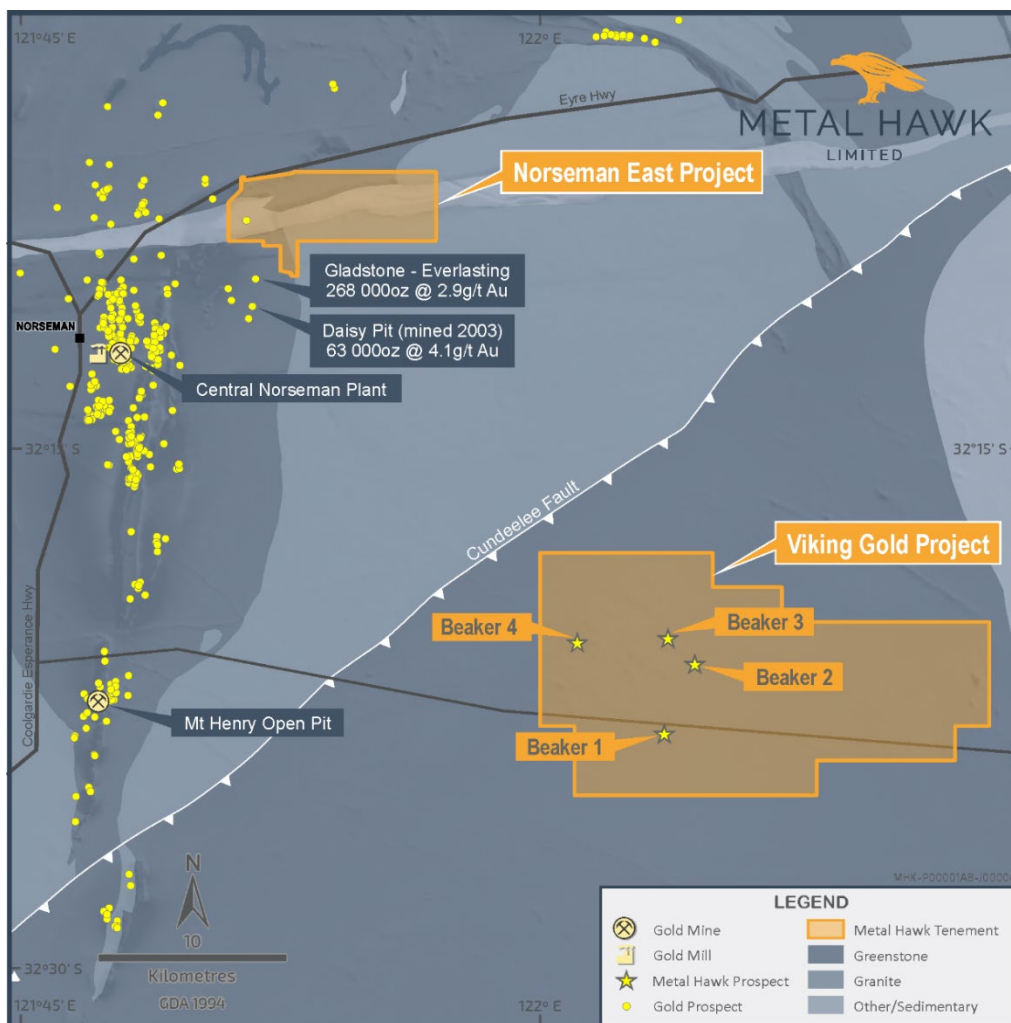 121°45' E
122° E
METAL HAWK
LIMITED
Eyre Hwy
Norseman East Project
Gladstone - Everlasting
268 000oz @ 2.9g/t Au
Daisy Pit (mined 2003)
63 000oz @ 4.1g/t Au
NORSEMAN
Central Norseman Plant
32°15' S
32°15' S
Cundeelee Fault
Viking Gold Project
Beaker 4
Beaker 3
Beaker 2
Coolgardie Esperance Hwy
Mt Henry Open Pit
Beaker 1
N
10
Kilometres
GDA 1994
32°30' S
121°45' E
122° E
LEGEND
Gold Mine
Gold Mill
Metal Hawk Prospect
Gold Prospect
Metal Hawk Tenement
Greenstone
Granite
Other/Sedimentary